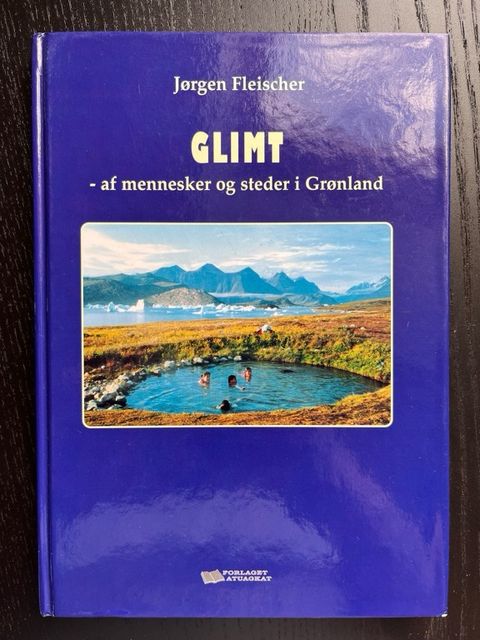 Jørgen Fleischer
GLIMT
- af mennesker og steder i Grønland
FORLAGET
ATUAGKAT